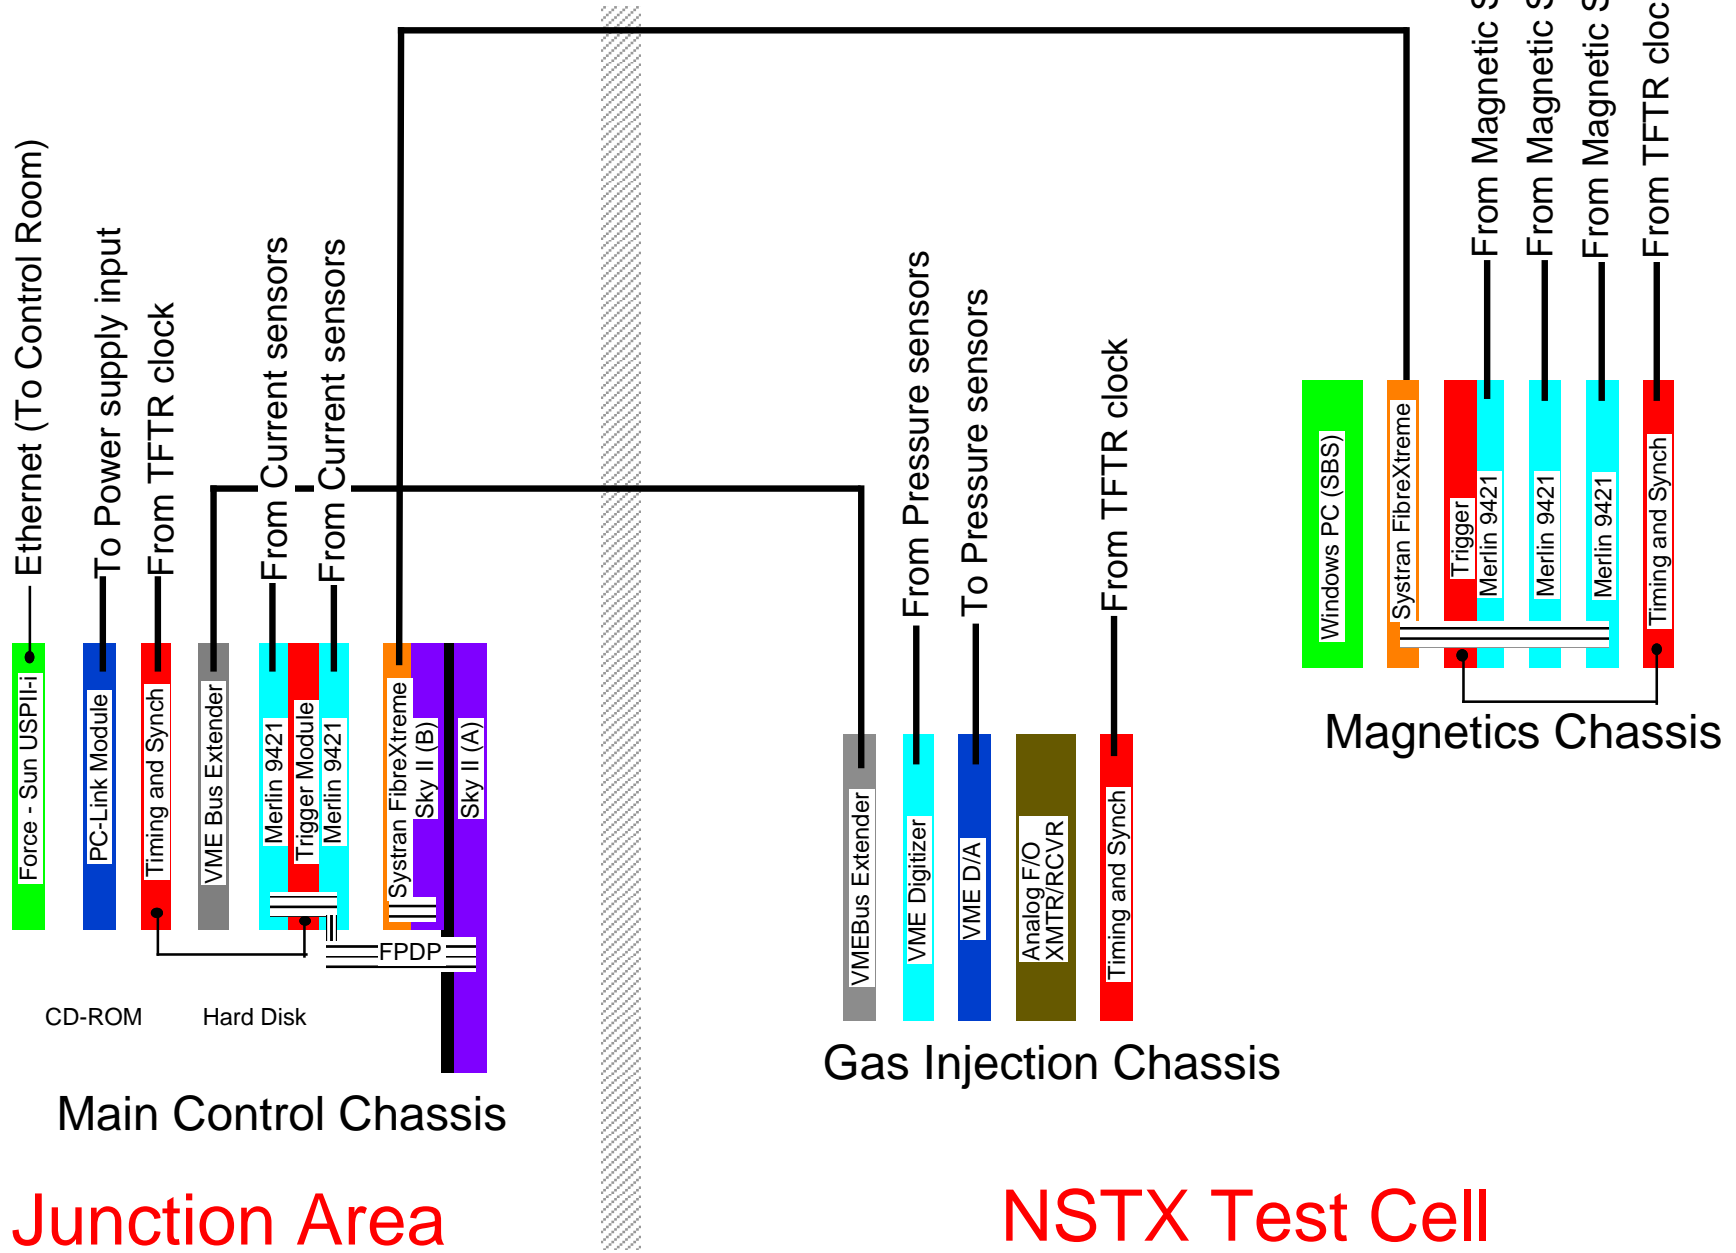 Ethernet (To Control Room)
To Power supply input
From TFTR clock
From Current sensors
From Current sensors
Force - Sun USPII-i
PC-Link Module
Timing and Synch
VME Bus Extender
Merlin 9421
Trigger Module
Merlin 9421
Systran FibreXtreme
Sky II (B)
Sky II (A)
FPDP
CD-ROM
Hard Disk
Main Control Chassis
Junction Area
From Pressure sensors
To Pressure sensors
From TFTR clock
VMEBus Extender
VME Digitizer
VME D/A
Analog F/O
XMTR/RCVR
Timing and Synch
Gas Injection Chassis
From Magnetic S
From Magnetic S
From Magnetic S
From TFTR cloc
Windows PC (SBS)
Systran FibreXtreme
Trigger
Merlin 9421
Merlin 9421
Merlin 9421
Timing and Synch
Magnetics Chassis
NSTX Test Cell